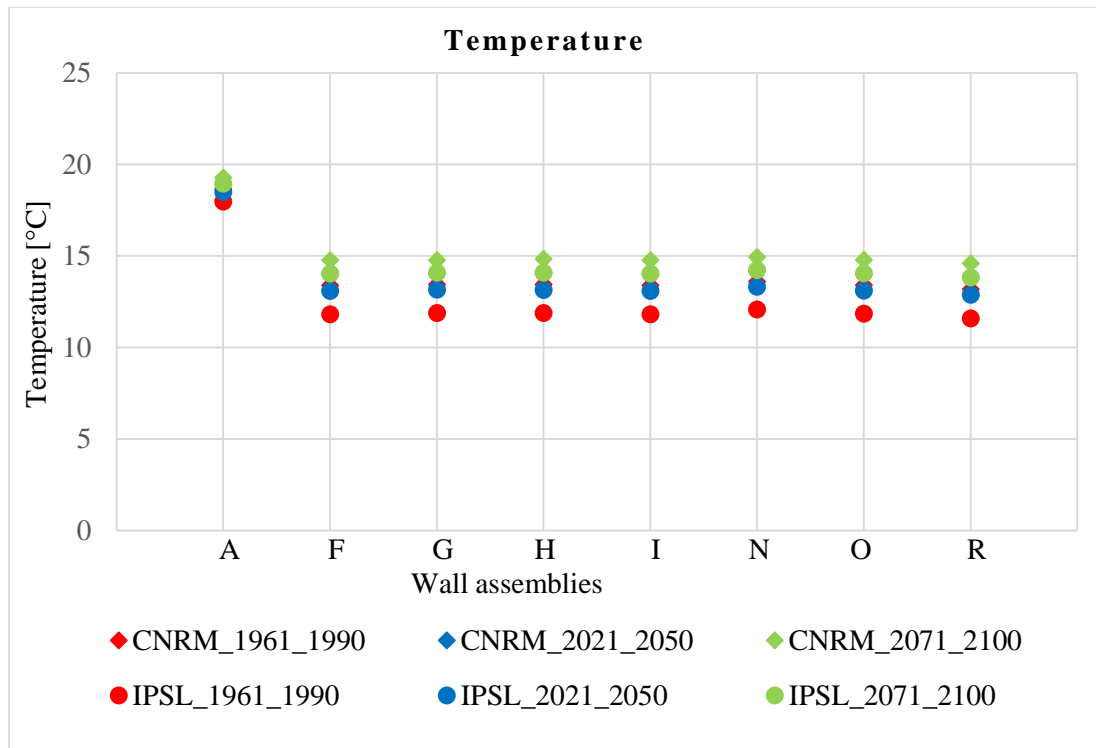 Temperature
25
20
15
10
5
0
Temperature [°C]
A F G H I N O R
Wall assemblies
CNRM_1961_1990 CNRM_2021_2050 CNRM_2071_2100
IPSL_1961_1990 IPSL_2021_2050 IPSL_2071_2100